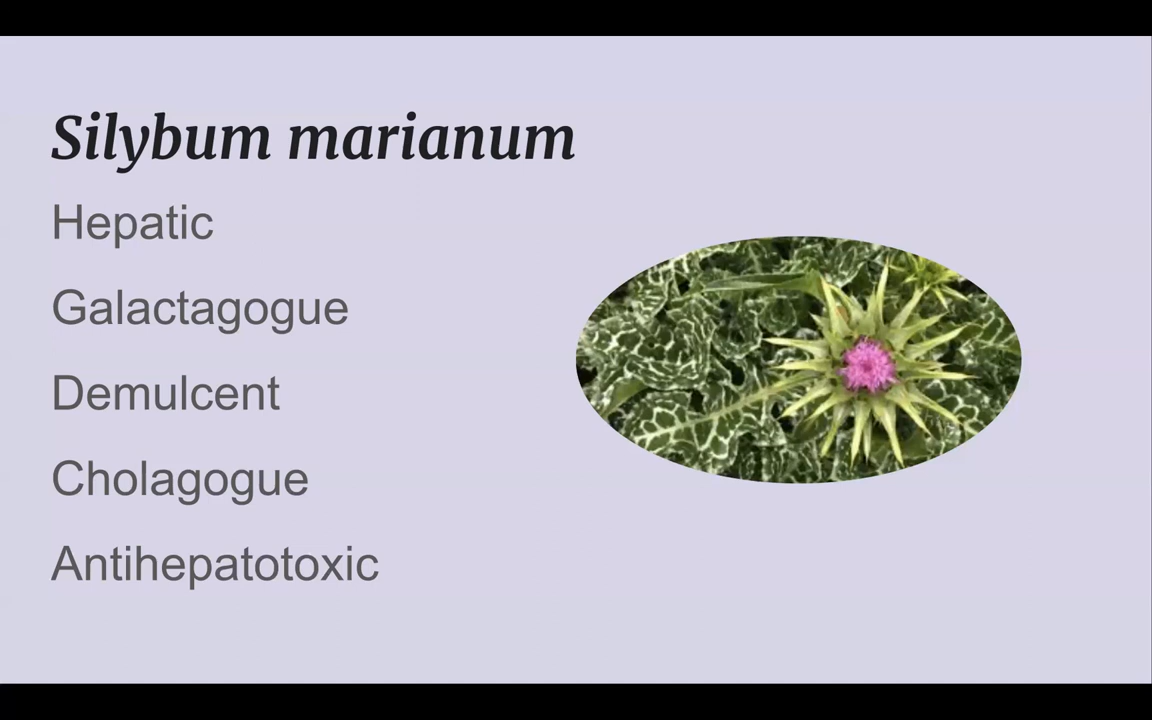 Silybum marianum
Hepatic
Galactagogue
Demulcent
Cholagogue
Antihepatotoxic